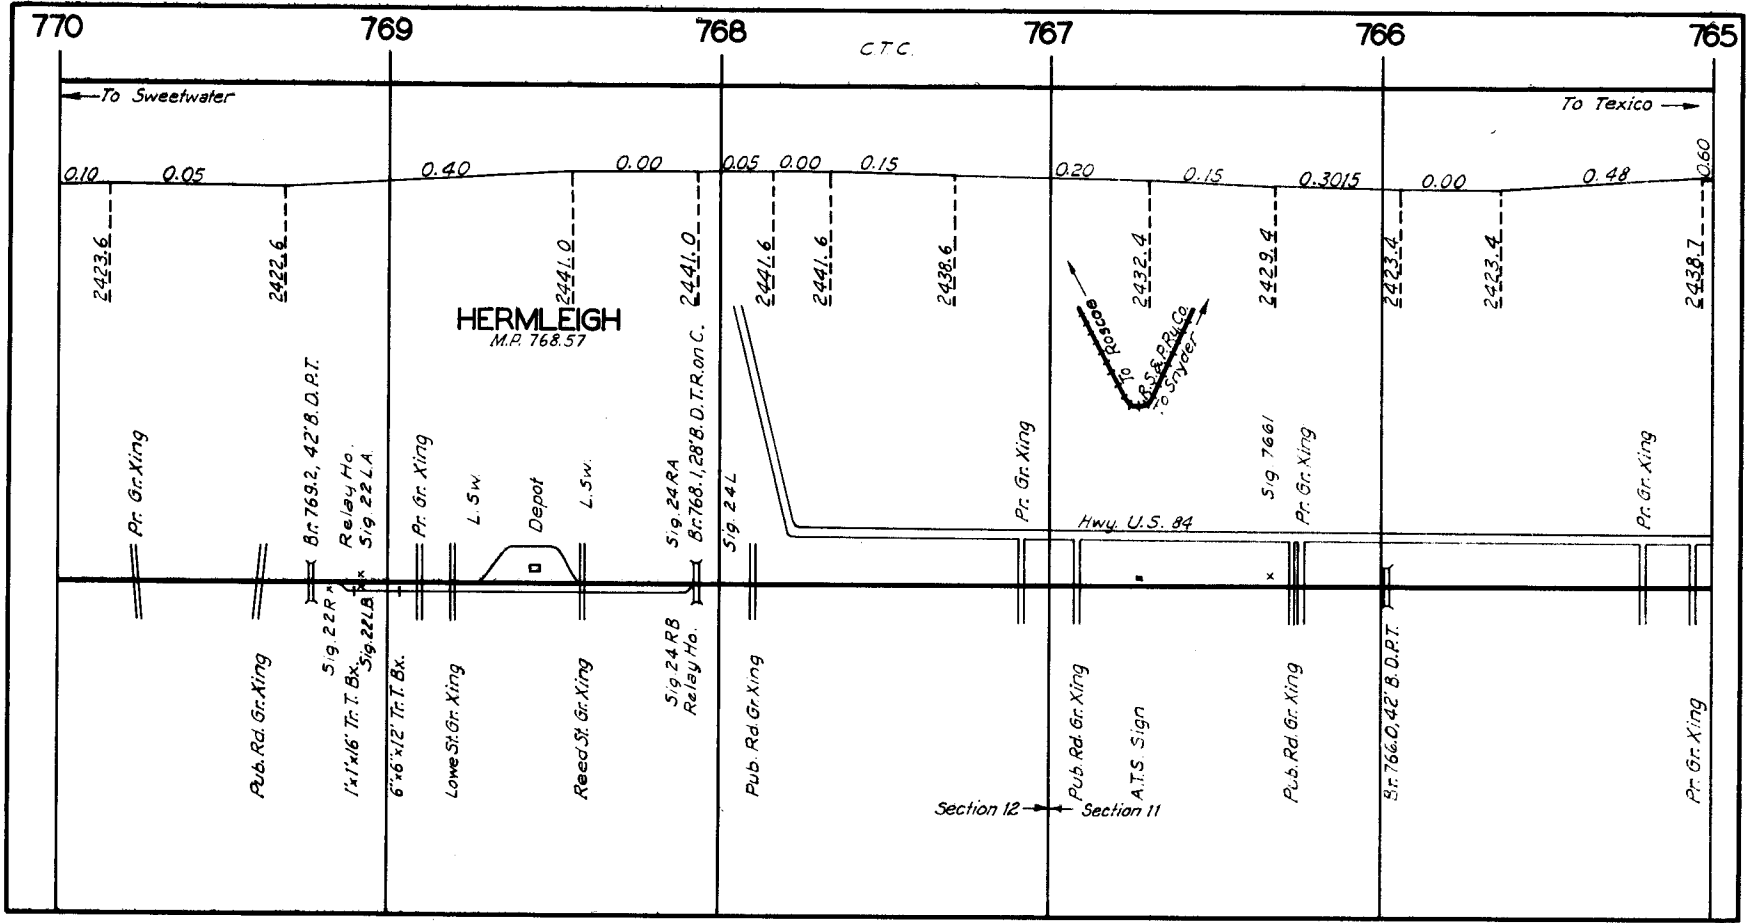 770
769
768
767
766
765
C.T.C.
To Sweetwater
To Texico
0.10
0.05
0.40
0.00
0.05
0.00
0.15
0.20
0.15
0.3015
0.00
0.48
0.60
2423.6
2422.6
2441.0
2441.0
2441.6
2441.6
2438.6
2432.4
2429.4
2423.4
2423.4
2438.7
HERMLEIGH
M.P. 768.57
To Roscoe
R.S.&P.Ry.Co.
To Snyder
Pr. Gr. Xing
Br. 769.2, 42' B.D.P.T.
Relay Ho.
Sig. 22 LA
Pr. Gr. Xing
L. Sw.
Depot
L. Sw.
Sig. 24 RA
Br. 768.1, 28' B.D.T.R. on C.
Sig. 24 L
Pr. Gr. Xing
Hwy. U.S. 84
Sig 7661
Pr. Gr. Xing
Pr. Gr. Xing
Pub. Rd. Gr. Xing
Sig. 22 R
1'x1'x16' Tr. T. Bx.
Sig. 22 LB
6"x6"x12' Tr. T. Bx.
Lowe St. Gr. Xing
Reed St. Gr. Xing
Sig. 24 RB
Relay Ho.
Pub. Rd. Gr. Xing
Pub. Rd. Gr. Xing
A.T.S. Sign
Pub. Rd. Gr. Xing
Br. 766.0, 42' B.D.P.T.
Pr. Gr. Xing
Section 12
Section 11